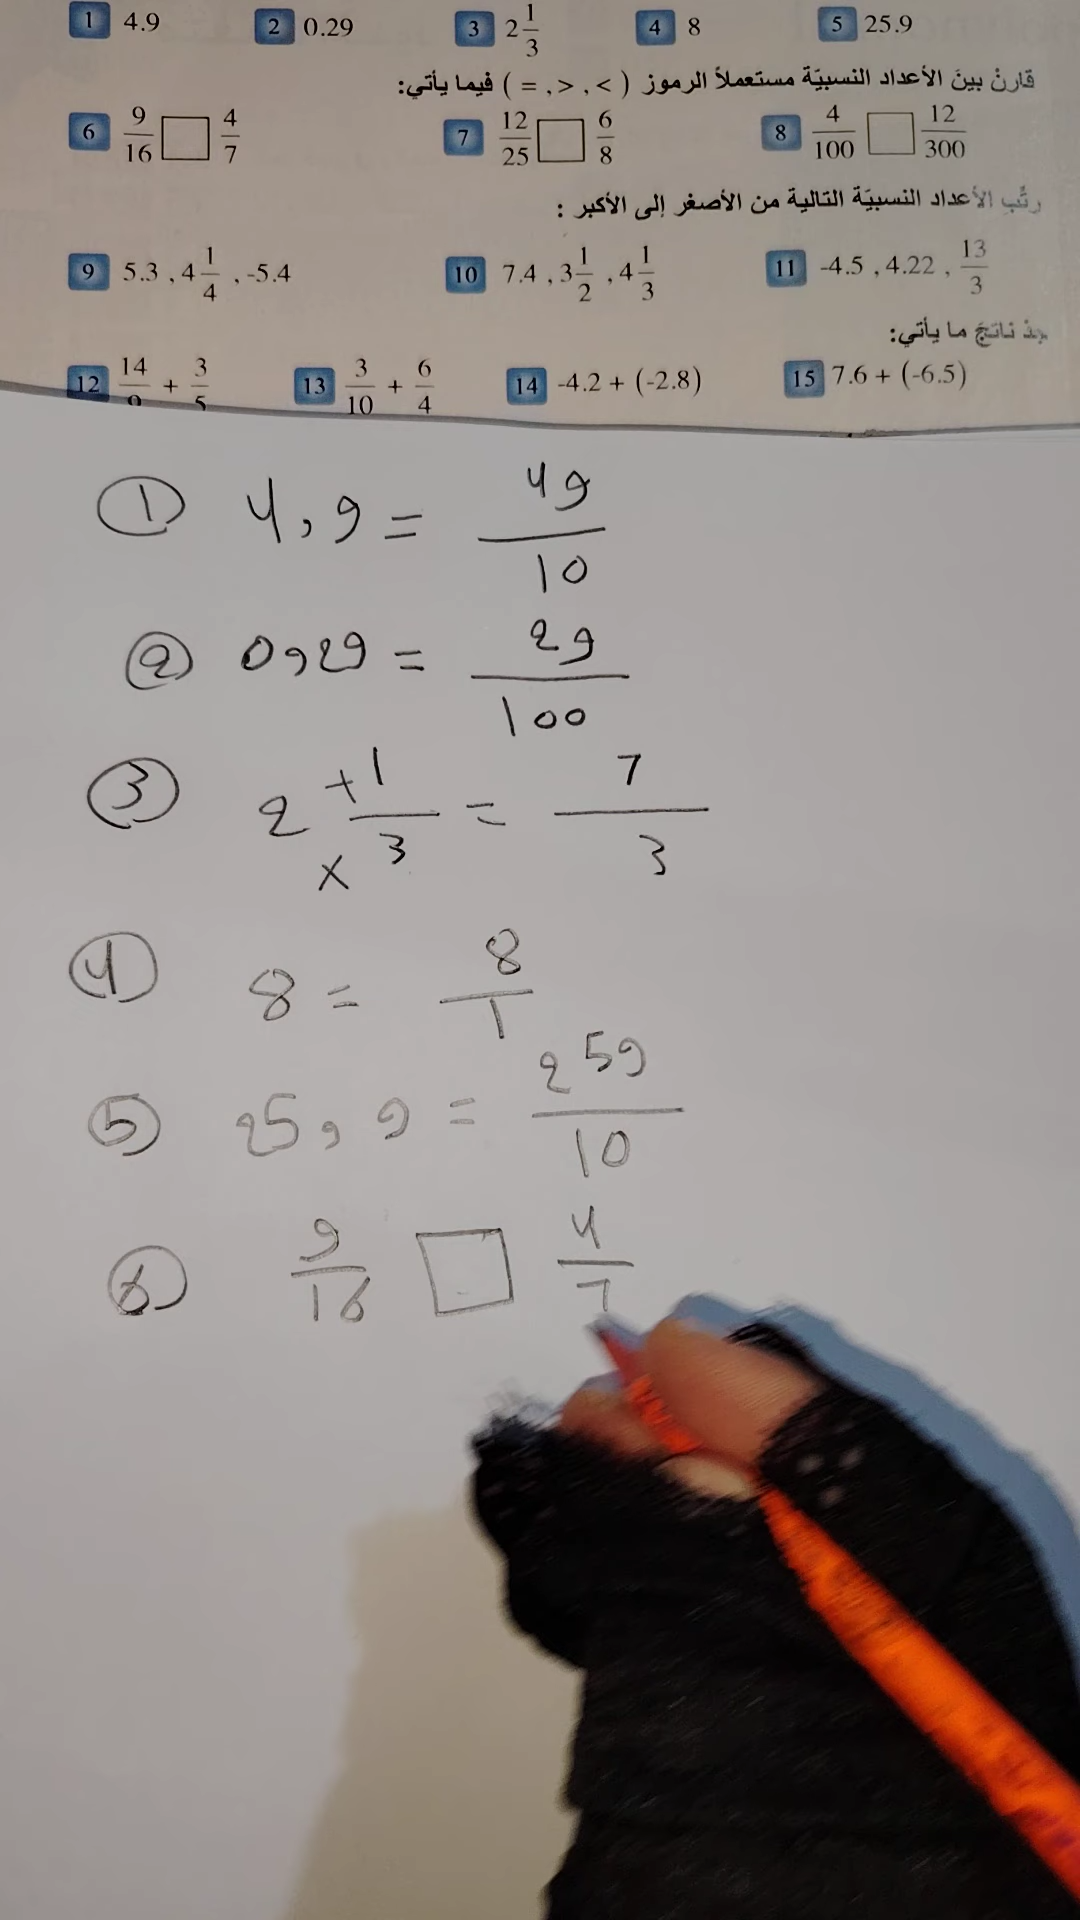 1 4.9 2 0.29 3 2 1/3 4 8 5 25.9
قارنْ بينَ الأعداد النسبيّة مستعملاً الرموز ( < , > , = ) فيما يأتي:
6 9/16 □ 4/7 7 12/25 □ 6/8 8 4/100 □ 12/300
رتّب الأعداد النسبيّة التالية من الأصغر إلى الأكبر :
9 5.3 , 4 1/4 , -5.4 10 7.4 , 3 1/2 , 4 1/3 11 -4.5 , 4.22 , 13/3
جدْ ناتجَ ما يأتي:
12 14/9 + 3/5 13 3/10 + 6/4 14 -4.2 + (-2.8) 15 7.6 + (-6.5)
① 4,9 = 49/10
② 0,29 = 29/100
③ 2 + 1/3 × = 7/3
④ 8 = 8/1
⑤ 25,9 = 259/10
⑥ 9/16 □ 4/7